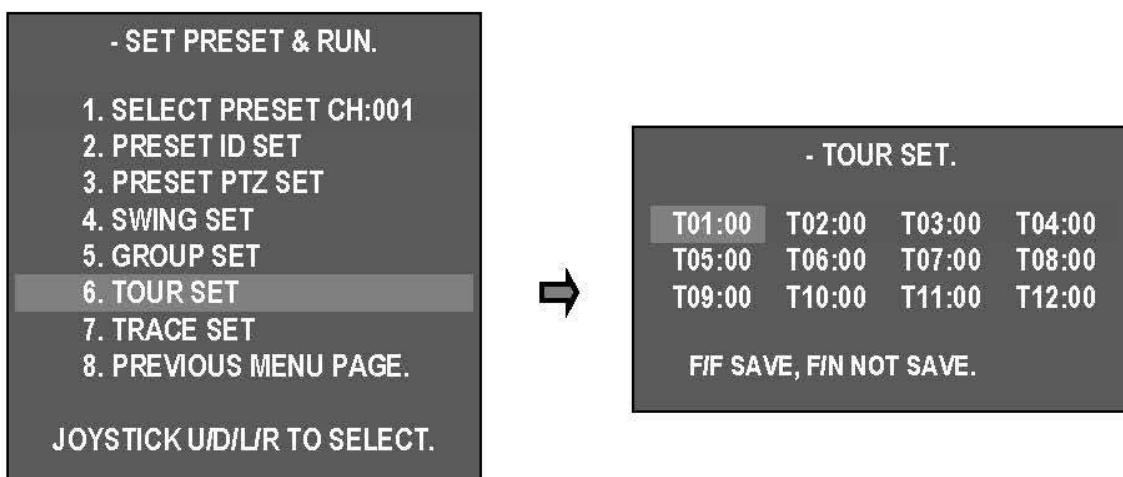 - SET PRESET & RUN.
1. SELECT PRESET CH:001
2. PRESET ID SET
3. PRESET PTZ SET
4. SWING SET
5. GROUP SET
6. TOUR SET
7. TRACE SET
8. PREVIOUS MENU PAGE.
JOYSTICK U/D/L/R TO SELECT.
- TOUR SET.
T01:00 T02:00 T03:00 T04:00
T05:00 T06:00 T07:00 T08:00
T09:00 T10:00 T11:00 T12:00
F/F SAVE, F/N NOT SAVE.